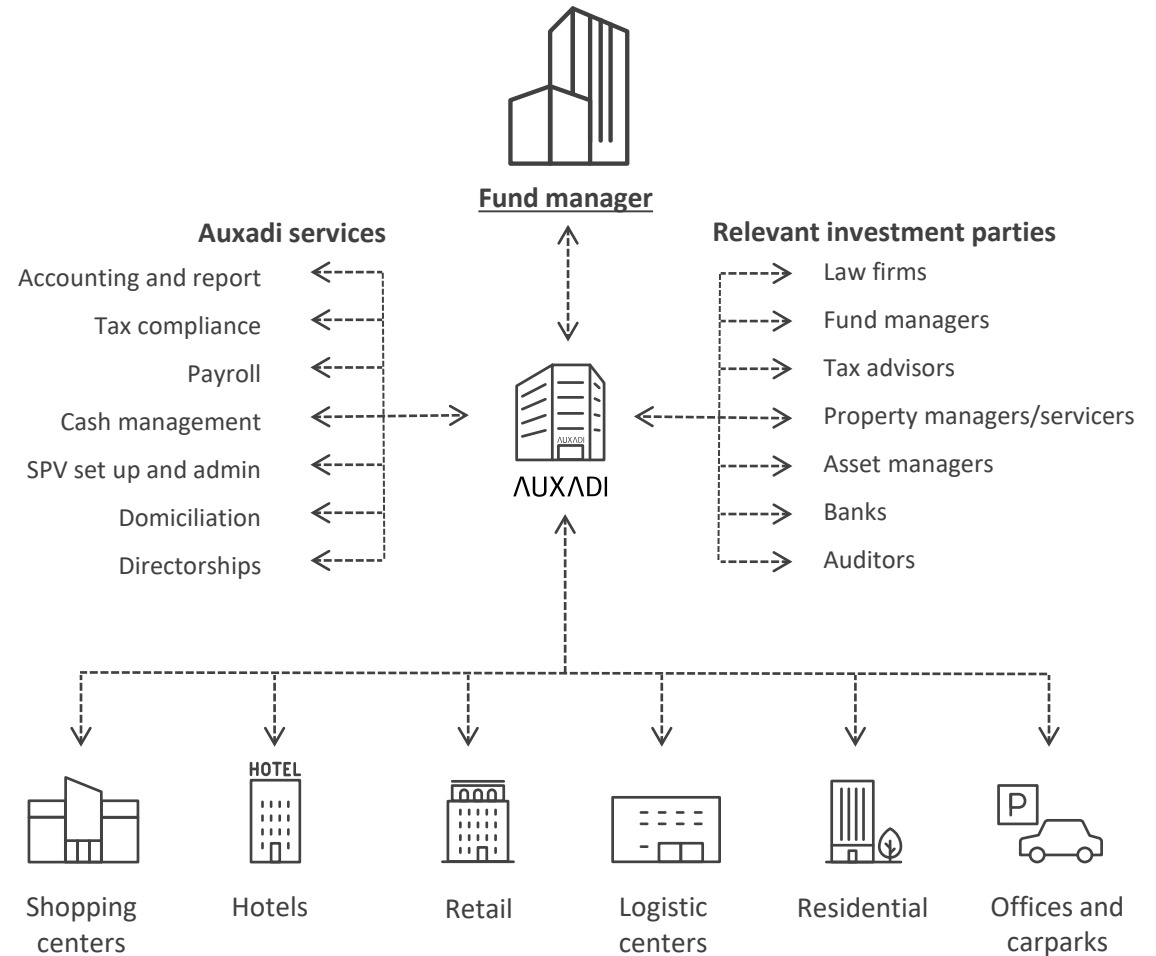 Fund manager
Auxadi services
Accounting and report
Tax compliance
Payroll
Cash management
SPV set up and admin
Domiciliation
Directorships
Relevant investment parties
Law firms
Fund managers
Tax advisors
Property managers/servicers
Asset managers
Banks
Auditors
AUXADI
AUXADI
HOTEL
P
Shopping
centers
Hotels
Retail
Logistic
centers
Residential
Offices and
carparks